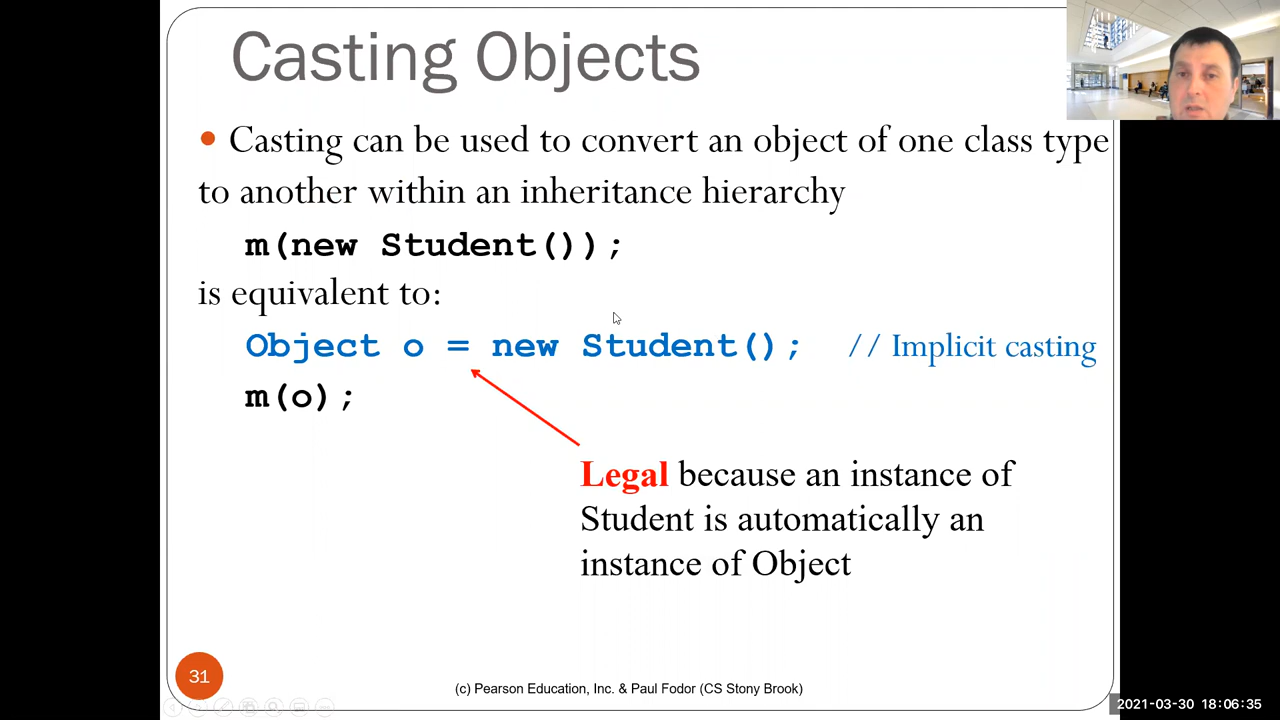 Casting Objects
• Casting can be used to convert an object of one class type
to another within an inheritance hierarchy
m(new Student());
is equivalent to:
Object o = new Student(); // Implicit casting
m(o);
Legal because an instance of
Student is automatically an
instance of Object
31
(c) Pearson Education, Inc. & Paul Fodor (CS Stony Brook)
2021-03-30 18:06:35